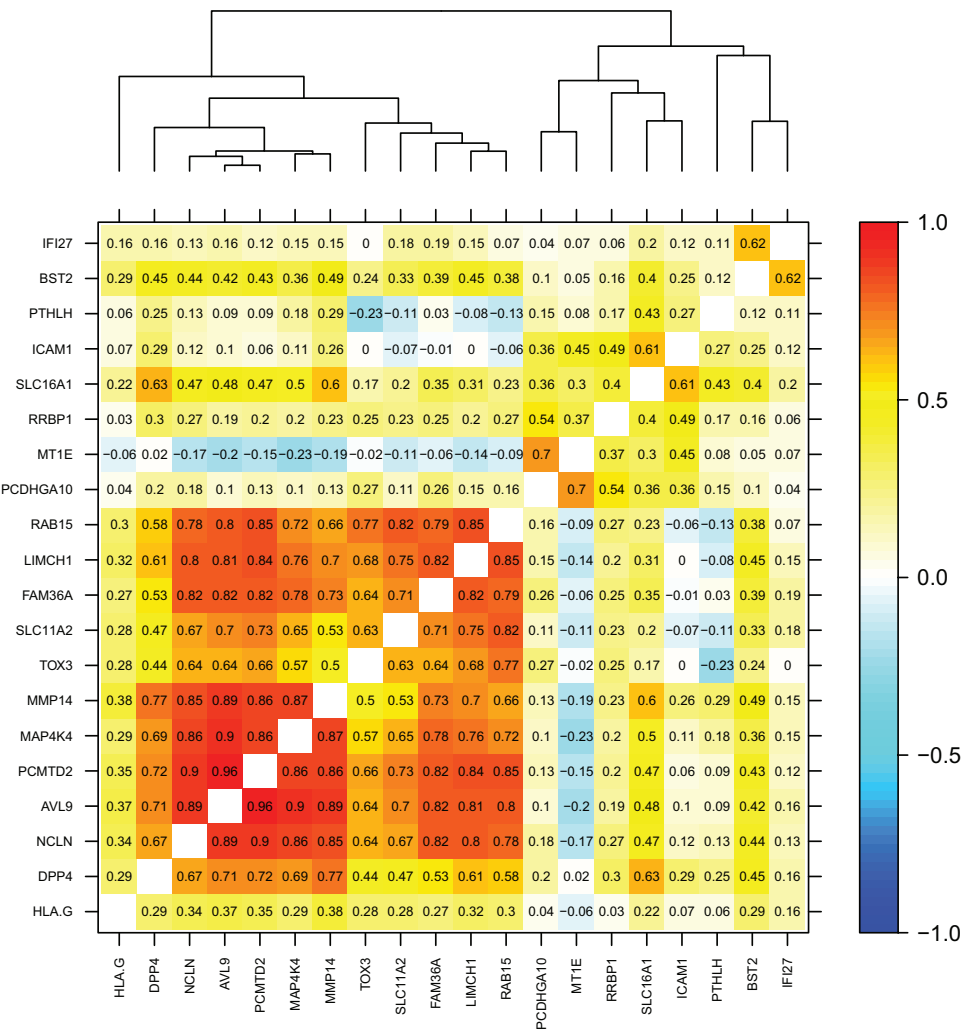 IFI27 0.16 0.16 0.13 0.16 0.12 0.15 0.15 0 0.18 0.19 0.15 0.07 0.04 0.07 0.06 0.2 0.12 0.11 0.62
BST2 0.29 0.45 0.44 0.42 0.43 0.36 0.49 0.24 0.33 0.39 0.45 0.38 0.1 0.05 0.16 0.4 0.25 0.12 0.62
PTHLH 0.06 0.25 0.13 0.09 0.09 0.18 0.29 −0.23 −0.11 0.03 −0.08 −0.13 0.15 0.08 0.17 0.43 0.27 0.12 0.11
ICAM1 0.07 0.29 0.12 0.1 0.06 0.11 0.26 0 −0.07 −0.01 0 −0.06 0.36 0.45 0.49 0.61 0.27 0.25 0.12
SLC16A1 0.22 0.63 0.47 0.48 0.47 0.5 0.6 0.17 0.2 0.35 0.31 0.23 0.36 0.3 0.4 0.61 0.43 0.4 0.2
RRBP1 0.03 0.3 0.27 0.19 0.2 0.2 0.23 0.25 0.23 0.25 0.2 0.27 0.54 0.37 0.4 0.49 0.17 0.16 0.06
MT1E −0.06 0.02 −0.17 −0.2 −0.15 −0.23 −0.19 −0.02 −0.11 −0.06 −0.14 −0.09 0.7 0.37 0.3 0.45 0.08 0.05 0.07
PCDHGA10 0.04 0.2 0.18 0.1 0.13 0.1 0.13 0.27 0.11 0.26 0.15 0.16 0.7 0.54 0.36 0.36 0.15 0.1 0.04
RAB15 0.3 0.58 0.78 0.8 0.85 0.72 0.66 0.77 0.82 0.79 0.85 0.16 −0.09 0.27 0.23 −0.06 −0.13 0.38 0.07
LIMCH1 0.32 0.61 0.8 0.81 0.84 0.76 0.7 0.68 0.75 0.82 0.85 0.15 −0.14 0.2 0.31 0 −0.08 0.45 0.15
FAM36A 0.27 0.53 0.82 0.82 0.82 0.78 0.73 0.64 0.71 0.82 0.79 0.26 −0.06 0.25 0.35 −0.01 0.03 0.39 0.19
SLC11A2 0.28 0.47 0.67 0.7 0.73 0.65 0.53 0.63 0.71 0.75 0.82 0.11 −0.11 0.23 0.2 −0.07 −0.11 0.33 0.18
TOX3 0.28 0.44 0.64 0.64 0.66 0.57 0.5 0.63 0.64 0.68 0.77 0.27 −0.02 0.25 0.17 0 −0.23 0.24 0
MMP14 0.38 0.77 0.85 0.89 0.86 0.87 0.5 0.53 0.73 0.7 0.66 0.13 −0.19 0.23 0.6 0.26 0.29 0.49 0.15
MAP4K4 0.29 0.69 0.86 0.9 0.86 0.87 0.57 0.65 0.78 0.76 0.72 0.1 −0.23 0.2 0.5 0.11 0.18 0.36 0.15
PCMTD2 0.35 0.72 0.9 0.96 0.86 0.86 0.66 0.73 0.82 0.84 0.85 0.13 −0.15 0.2 0.47 0.06 0.09 0.43 0.12
AVL9 0.37 0.71 0.89 0.96 0.9 0.89 0.64 0.7 0.82 0.81 0.8 0.1 −0.2 0.19 0.48 0.1 0.09 0.42 0.16
NCLN 0.34 0.67 0.89 0.9 0.86 0.85 0.64 0.67 0.82 0.8 0.78 0.18 −0.17 0.27 0.47 0.12 0.13 0.44 0.13
DPP4 0.29 0.67 0.71 0.72 0.69 0.77 0.44 0.47 0.53 0.61 0.58 0.2 0.02 0.3 0.63 0.29 0.25 0.45 0.16
HLA.G 0.29 0.34 0.37 0.35 0.29 0.38 0.28 0.28 0.27 0.32 0.3 0.04 −0.06 0.03 0.22 0.07 0.06 0.29 0.16
HLA.G DPP4 NCLN AVL9 PCMTD2 MAP4K4 MMP14 TOX3 SLC11A2 FAM36A LIMCH1 RAB15 PCDHGA10 MT1E RRBP1 SLC16A1 ICAM1 PTHLH BST2 IFI27
1.0
0.5
0.0
−0.5
−1.0